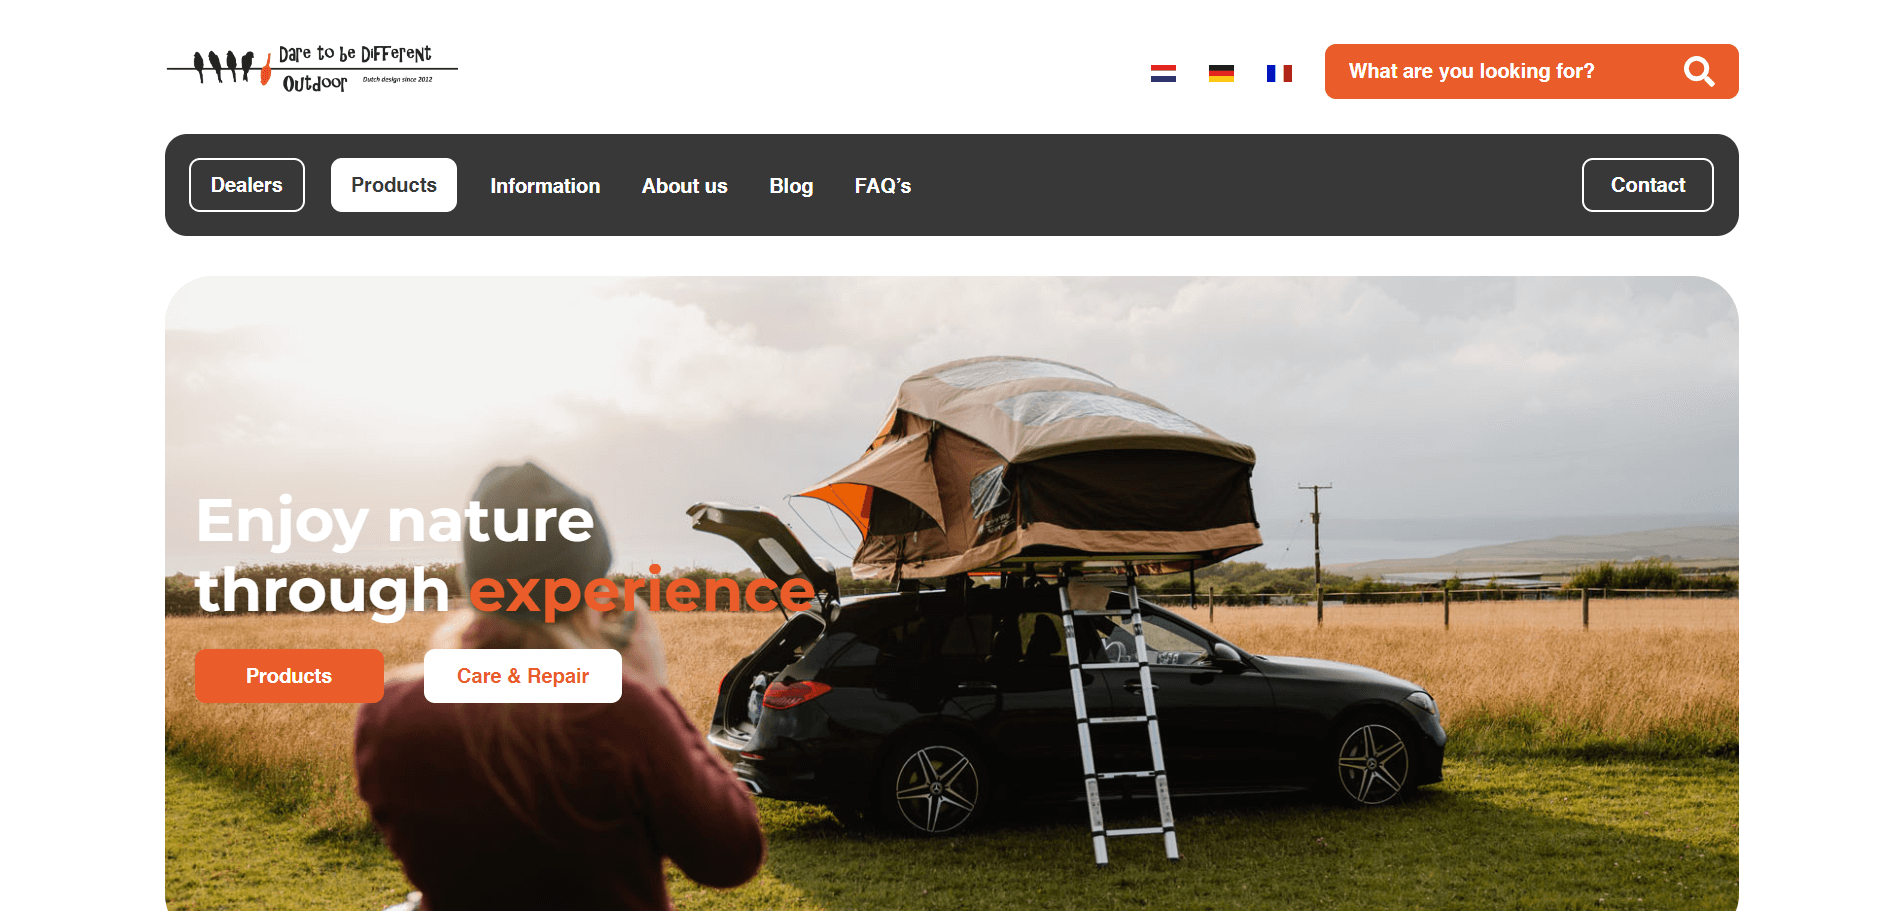 Dare to be Different
Outdoor
Dutch design since 2012
What are you looking for?
Dealers
Products
Information
About us
Blog
FAQ's
Contact
Enjoy nature
through experience
Products
Care & Repair